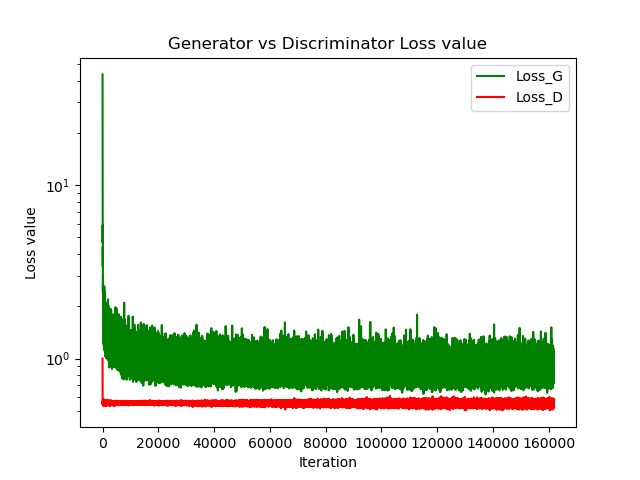 Generator vs Discriminator Loss value
Loss_G
Loss_D
Loss value
10¹
10⁰
0 20000 40000 60000 80000 100000 120000 140000 160000
Iteration